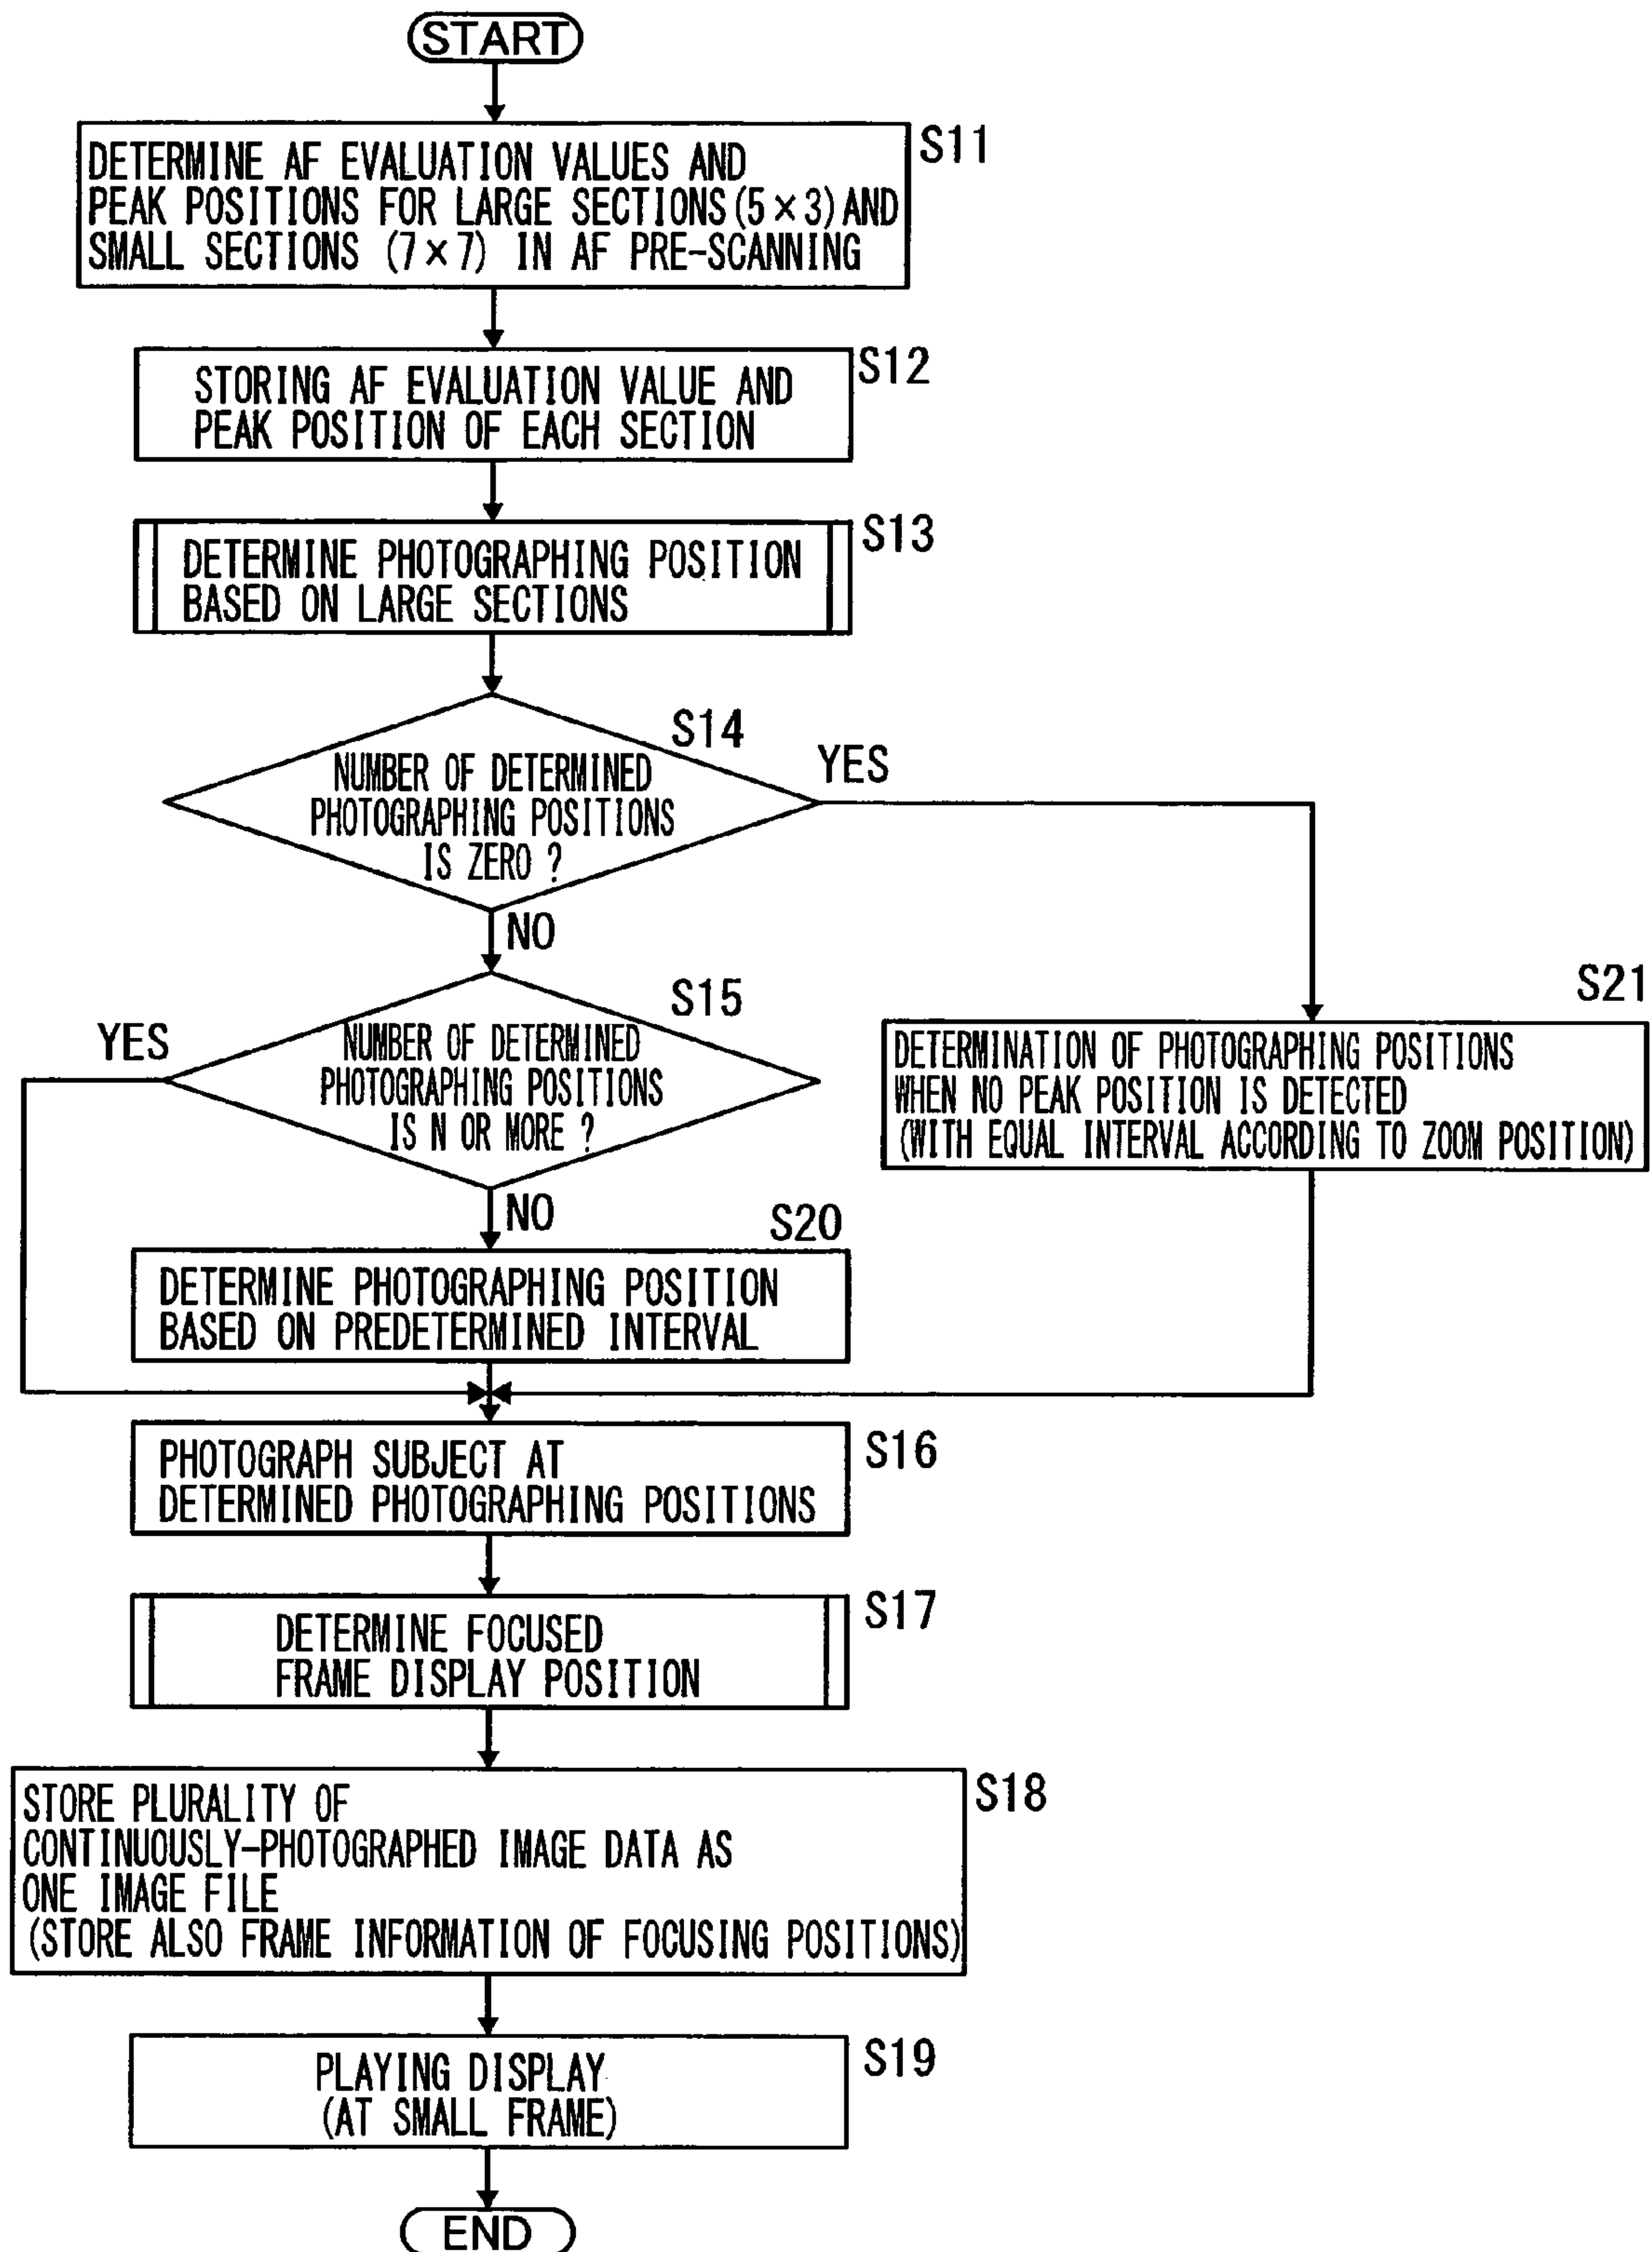 START
S11
DETERMINE AF EVALUATION VALUES AND
PEAK POSITIONS FOR LARGE SECTIONS(5×3)AND
SMALL SECTIONS (7×7) IN AF PRE-SCANNING
S12
STORING AF EVALUATION VALUE AND
PEAK POSITION OF EACH SECTION
S13
DETERMINE PHOTOGRAPHING POSITION
BASED ON LARGE SECTIONS
S14
NUMBER OF DETERMINED
PHOTOGRAPHING POSITIONS
IS ZERO ?
YES
NO
S15
NUMBER OF DETERMINED
PHOTOGRAPHING POSITIONS
IS N OR MORE ?
YES
NO
S21
DETERMINATION OF PHOTOGRAPHING POSITIONS
WHEN NO PEAK POSITION IS DETECTED
(WITH EQUAL INTERVAL ACCORDING TO ZOOM POSITION)
S20
DETERMINE PHOTOGRAPHING POSITION
BASED ON PREDETERMINED INTERVAL
S16
PHOTOGRAPH SUBJECT AT
DETERMINED PHOTOGRAPHING POSITIONS
S17
DETERMINE FOCUSED
FRAME DISPLAY POSITION
S18
STORE PLURALITY OF
CONTINUOUSLY-PHOTOGRAPHED IMAGE DATA AS
ONE IMAGE FILE
(STORE ALSO FRAME INFORMATION OF FOCUSING POSITIONS)
S19
PLAYING DISPLAY
(AT SMALL FRAME)
END